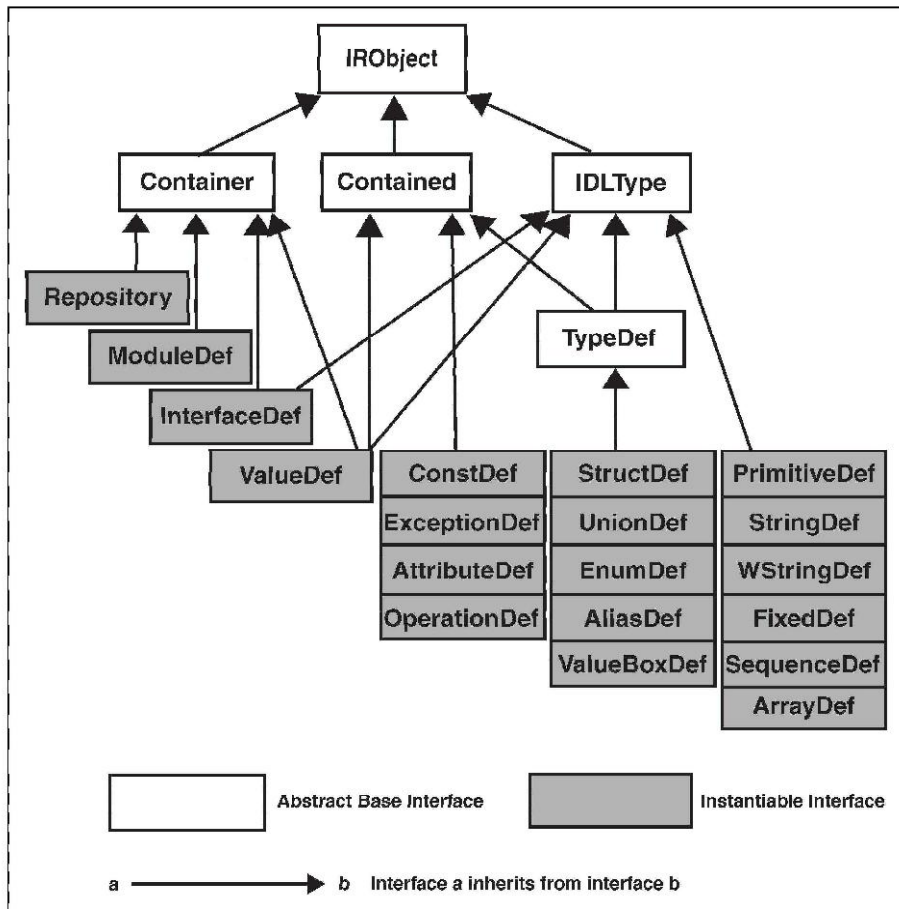 IRObject
Container
Contained
IDLType
Repository
ModuleDef
TypeDef
InterfaceDef
ValueDef
ConstDef
ExceptionDef
AttributeDef
OperationDef
StructDef
UnionDef
EnumDef
AliasDef
ValueBoxDef
PrimitiveDef
StringDef
WStringDef
FixedDef
SequenceDef
ArrayDef
Abstract Base Interface
Instantiable Interface
a b Interface a inherits from interface b